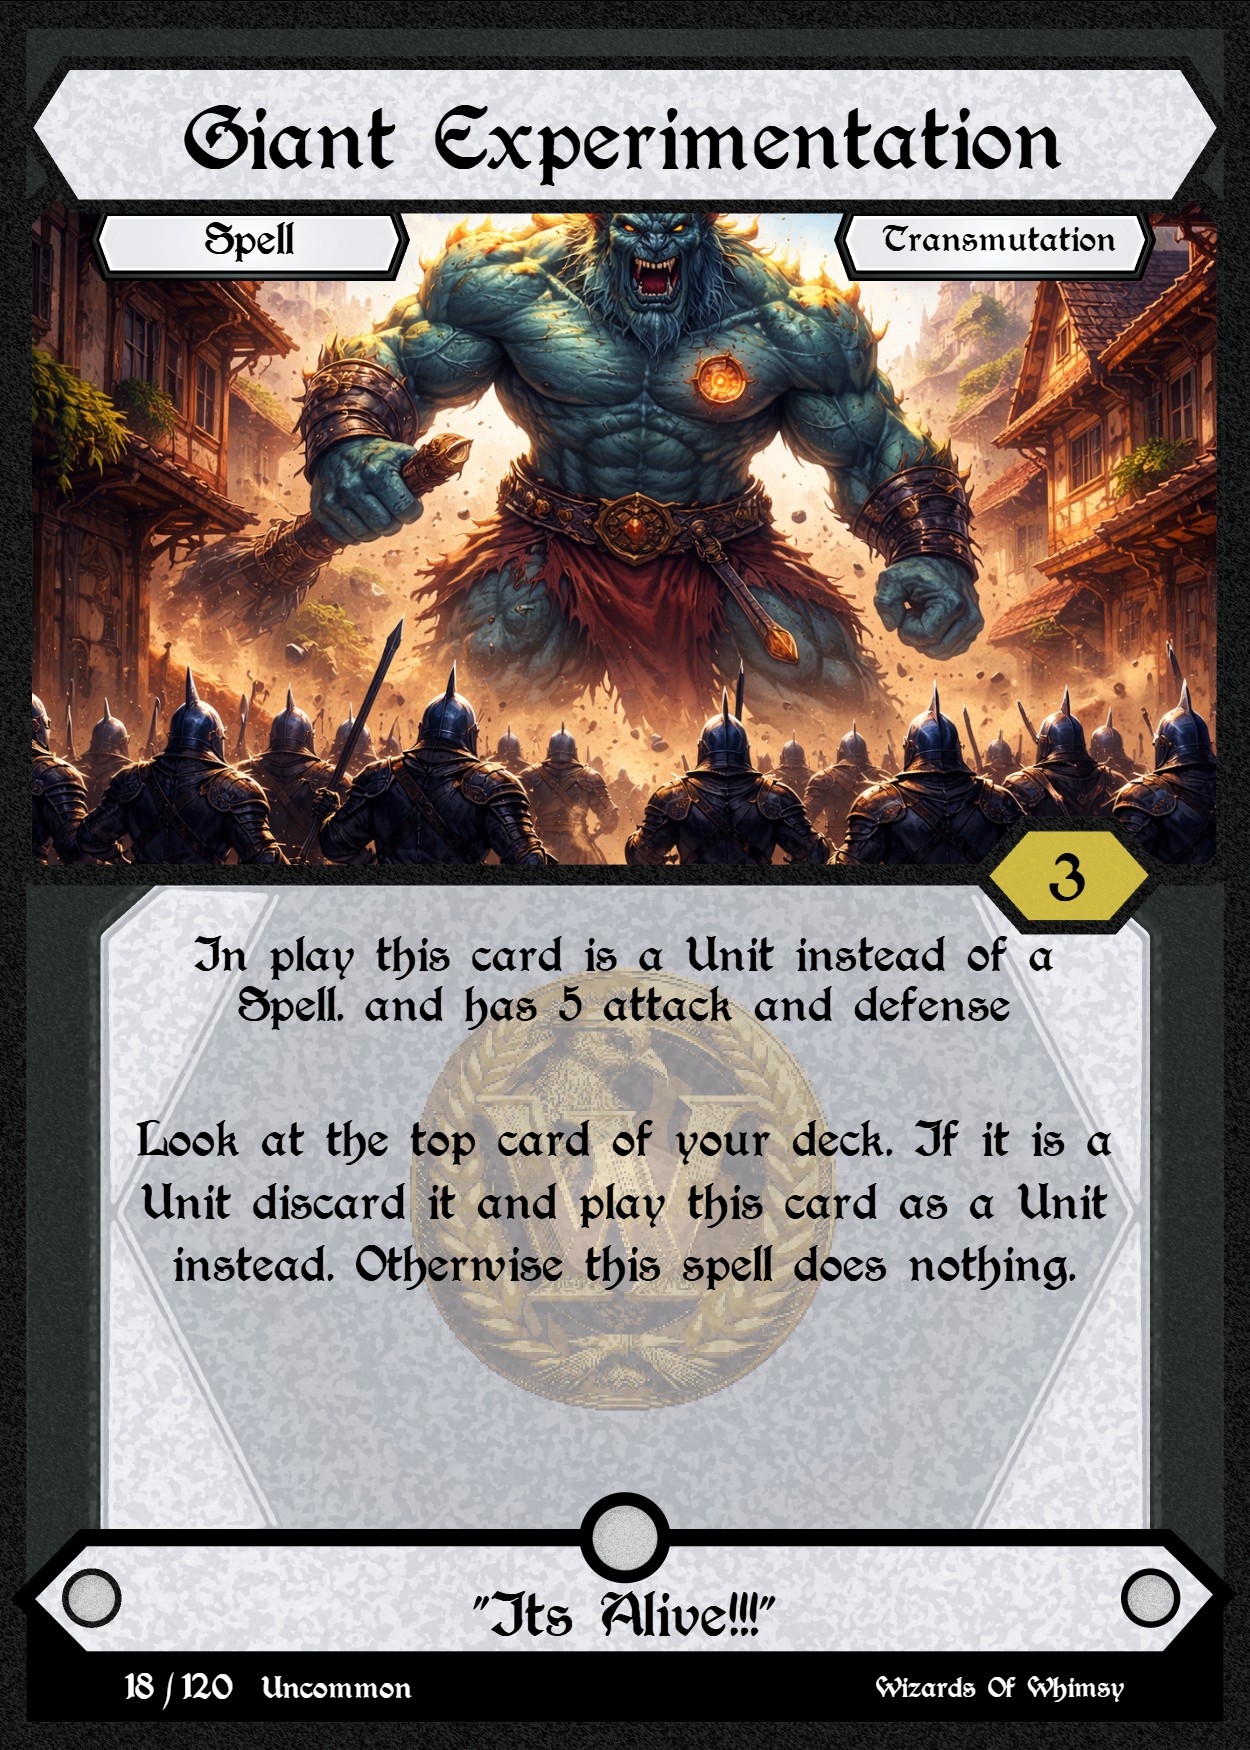 Giant Experimentation
Spell
Transmutation
3
In play this card is a Unit instead of a
Spell. and has 5 attack and defense
Look at the top card of your deck. If it is a
Unit discard it and play this card as a Unit
instead. Otherwise this spell does nothing.
W
"Its Alive!!!"
18 / 120 Uncommon
Wizards Of Whimsy